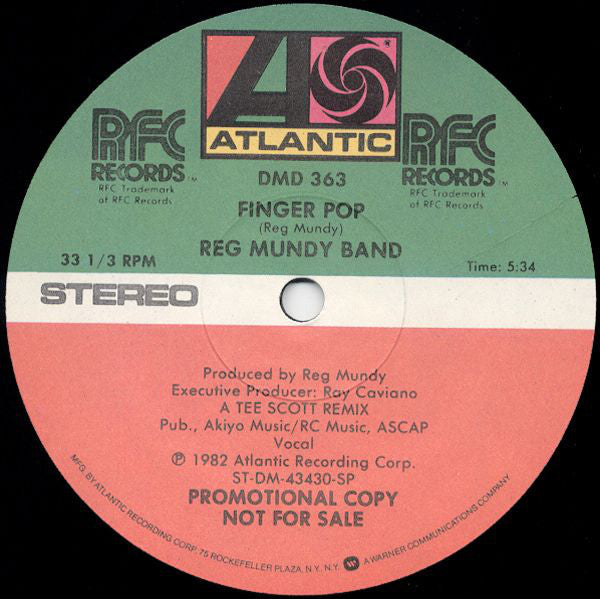 ATLANTIC
®
RFC
RECORDS™
RFC Trademark
of RFC Records
RFC
RECORDS™
RFC Trademark
of RFC Records
DMD 363
FINGER POP
(Reg Mundy)
REG MUNDY BAND
33 1/3 RPM
Time: 5:34
STEREO
Produced by Reg Mundy
Executive Producer: Ray Caviano
A TEE SCOTT REMIX
Pub., Akiyo Music/RC Music, ASCAP
Vocal
℗ 1982 Atlantic Recording Corp.
ST-DM-43430-SP
PROMOTIONAL COPY
NOT FOR SALE
MFG. BY ATLANTIC RECORDING CORP. 75 ROCKEFELLER PLAZA, N.Y. N.Y. A WARNER COMMUNICATIONS COMPANY